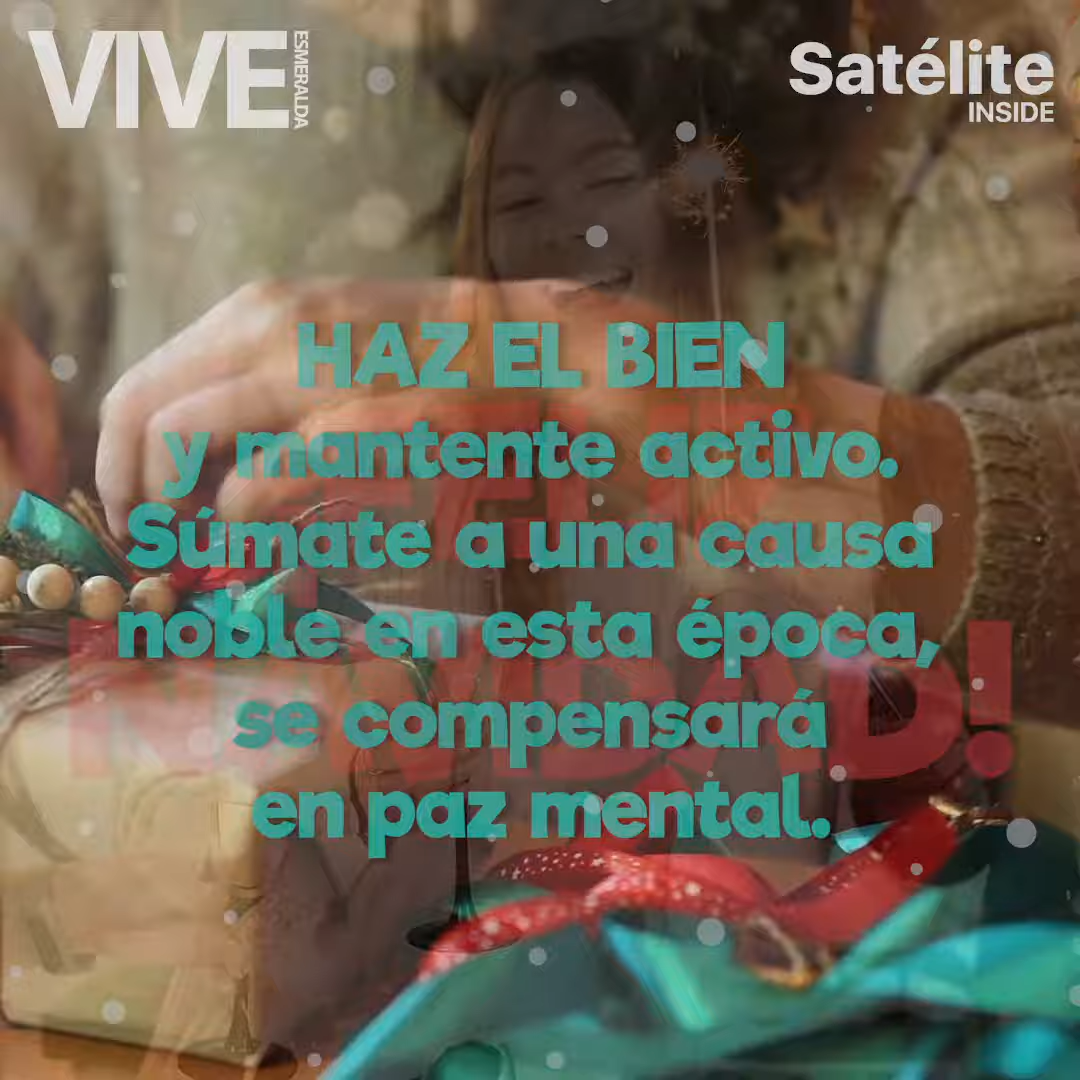 VIVE
ESMERALDA
Satélite
INSIDE
HAZ EL BIEN
y mantente activo.
Súmate a una causa
noble en esta época,
se compensará
en paz mental.
NAVIDAD!